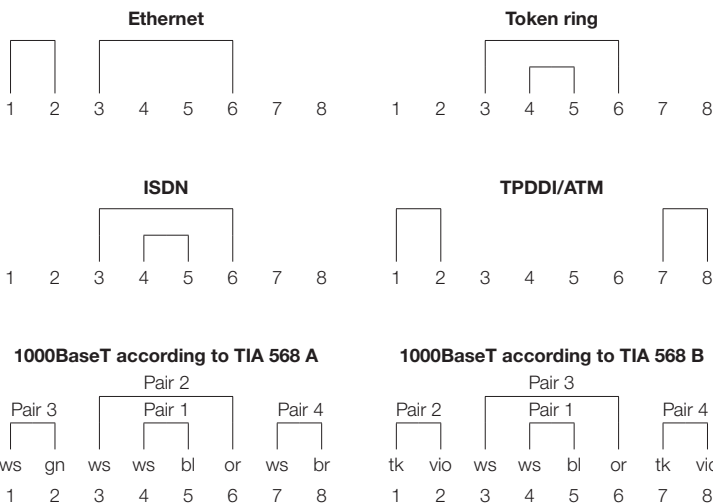 Ethernet
1 2 3 4 5 6 7 8
Token ring
1 2 3 4 5 6 7 8
ISDN
1 2 3 4 5 6 7 8
TPDDI/ATM
1 2 3 4 5 6 7 8
1000BaseT according to TIA 568 A
Pair 2
Pair 3 Pair 1 Pair 4
ws gn ws ws bl or ws br
1 2 3 4 5 6 7 8
1000BaseT according to TIA 568 B
Pair 3
Pair 2 Pair 1 Pair 4
tk vio ws ws bl or tk vio
1 2 3 4 5 6 7 8